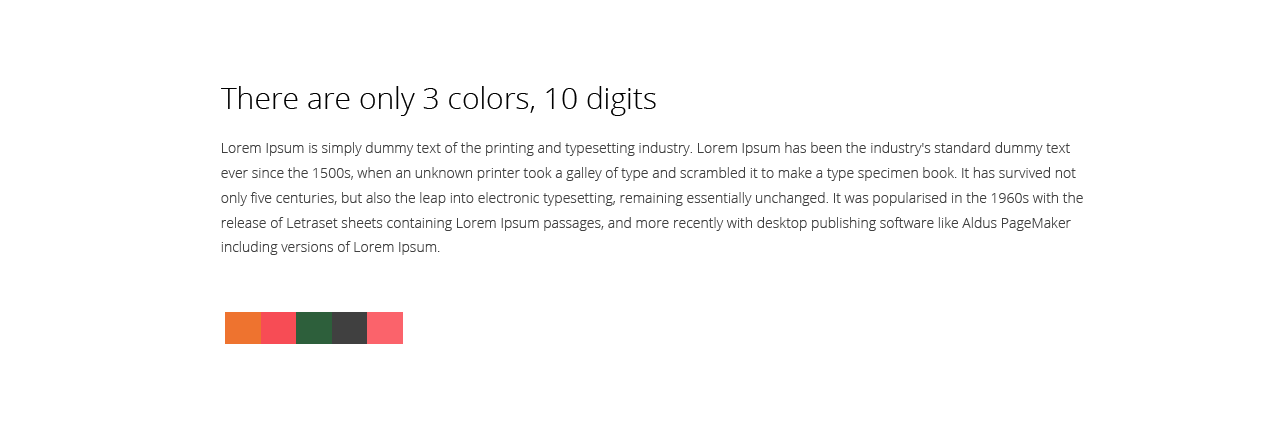 There are only 3 colors, 10 digits
Lorem Ipsum is simply dummy text of the printing and typesetting industry. Lorem Ipsum has been the industry's standard dummy text
ever since the 1500s, when an unknown printer took a galley of type and scrambled it to make a type specimen book. It has survived not
only five centuries, but also the leap into electronic typesetting, remaining essentially unchanged. It was popularised in the 1960s with the
release of Letraset sheets containing Lorem Ipsum passages, and more recently with desktop publishing software like Aldus PageMaker
including versions of Lorem Ipsum.